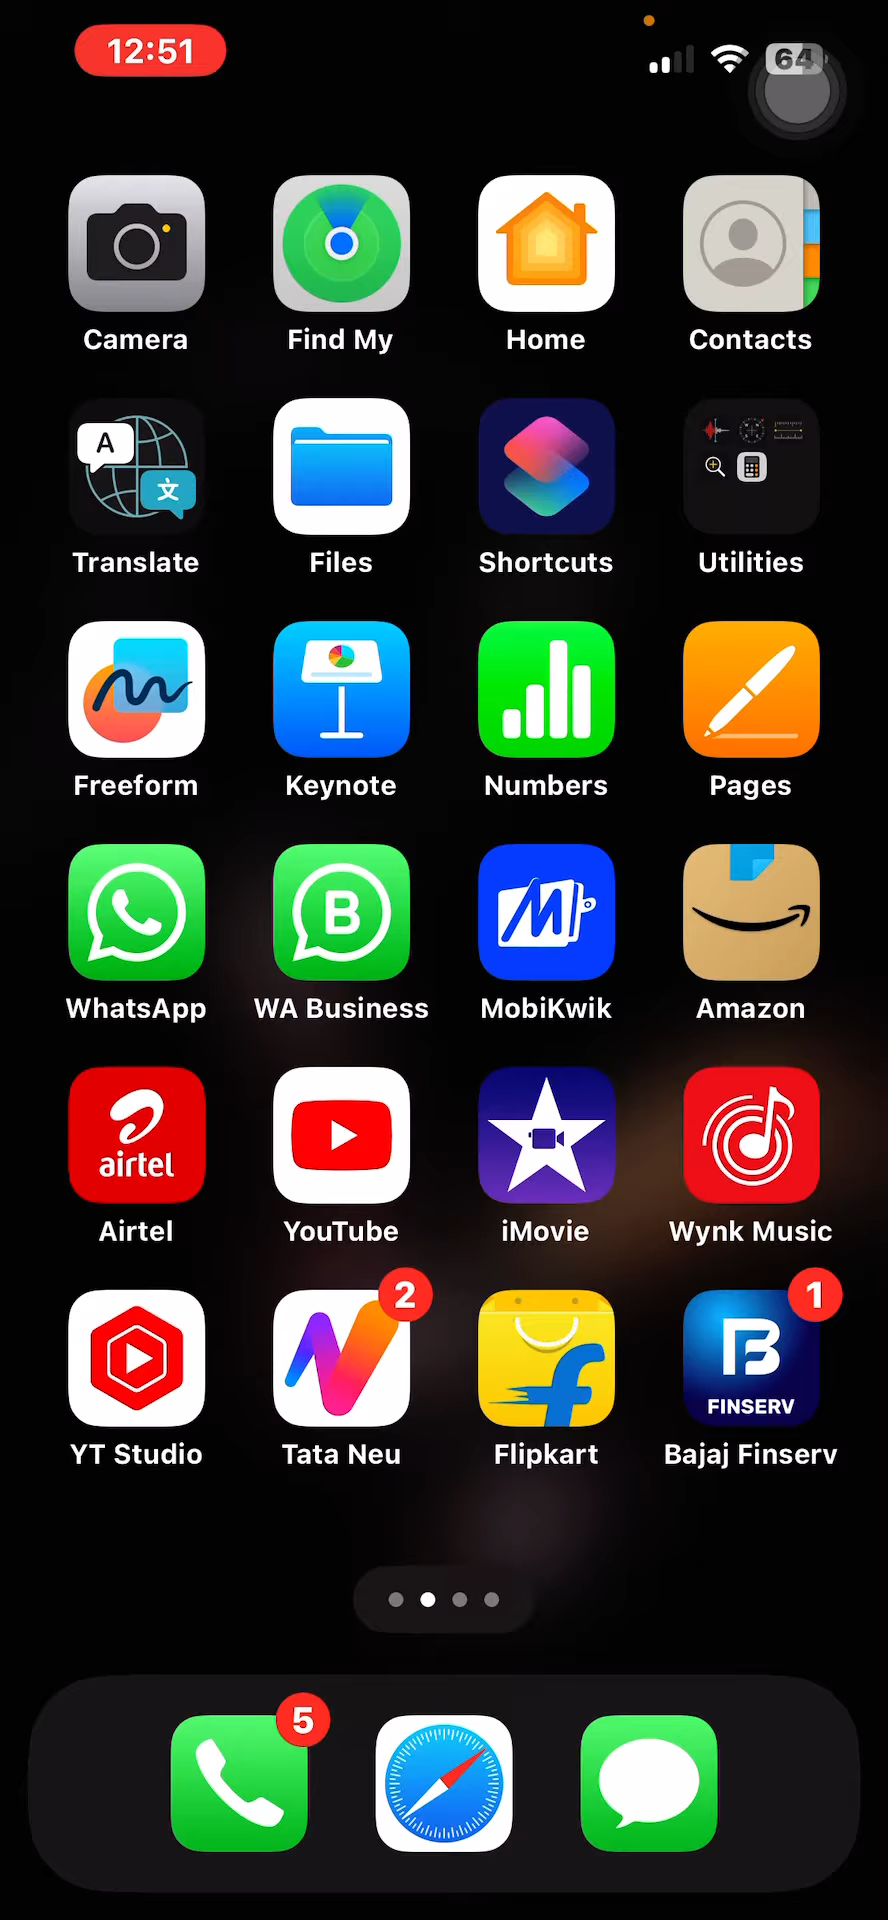 12:51
64
Camera
Find My
Home
Contacts
A
文
Translate
Files
Shortcuts
Utilities
Freeform
Keynote
Numbers
Pages
B
M
WhatsApp
WA Business
MobiKwik
Amazon
airtel
Airtel
YouTube
iMovie
Wynk Music
2
f
1
B
FINSERV
YT Studio
Tata Neu
Flipkart
Bajaj Finserv
5